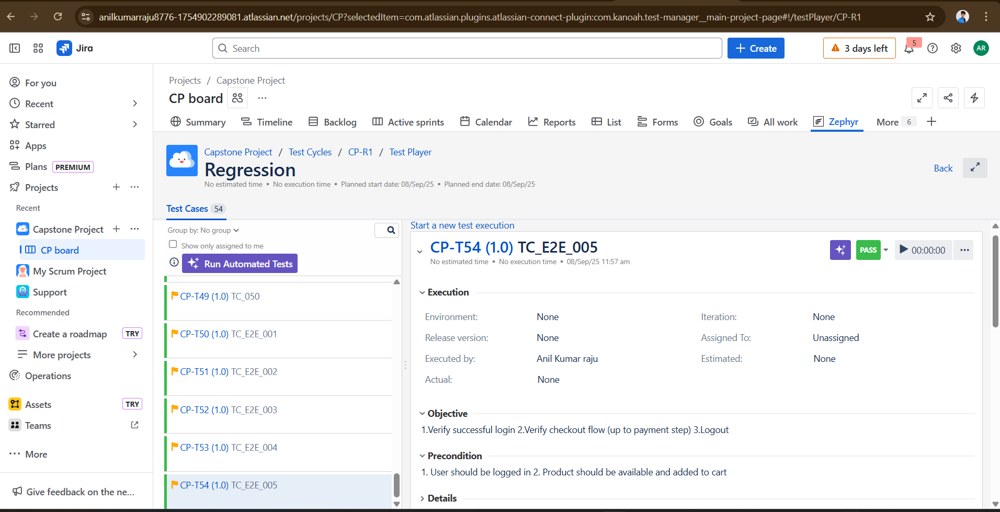 anilkumarraju8776-1754902289081.atlassian.net/projects/CP?selectedItem=com.atlassian.plugins.atlassian-connect-plugin:com.kanoah.test-manager__main-project-page#!/testPlayer/CP-R1
Jira
Search
Create
3 days left
5
AR
For you
Recent
Starred
Apps
Plans PREMIUM
Projects
Recent
Capstone Project
CP board
My Scrum Project
Support
Recommended
Create a roadmap TRY
More projects
Operations
Assets TRY
Teams
More
Give feedback on the ne...
Projects / Capstone Project
CP board
Summary Timeline Backlog Active sprints Calendar Reports List Forms Goals All work Zephyr More 6
Capstone Project / Test Cycles / CP-R1 / Test Player
Regression
No estimated time • No execution time • Planned start date: 08/Sep/25 • Planned end date: 08/Sep/25
Back
Test Cases 54
Group by: No group
Show only assigned to me
Run Automated Tests
CP-T49 (1.0) TC_050
CP-T50 (1.0) TC_E2E_001
CP-T51 (1.0) TC_E2E_002
CP-T52 (1.0) TC_E2E_003
CP-T53 (1.0) TC_E2E_004
CP-T54 (1.0) TC_E2E_005
Start a new test execution
CP-T54 (1.0) TC_E2E_005
No estimated time • No execution time • 08/Sep/25 11:57 am
PASS
00:00:00
Execution
Environment: None Iteration: None
Release version: None Assigned To: Unassigned
Executed by: Anil Kumar raju Estimated: None
Actual: None
Objective
1.Verify successful login 2.Verify checkout flow (up to payment step) 3.Logout
Precondition
1. User should be logged in 2. Product should be available and added to cart
Details